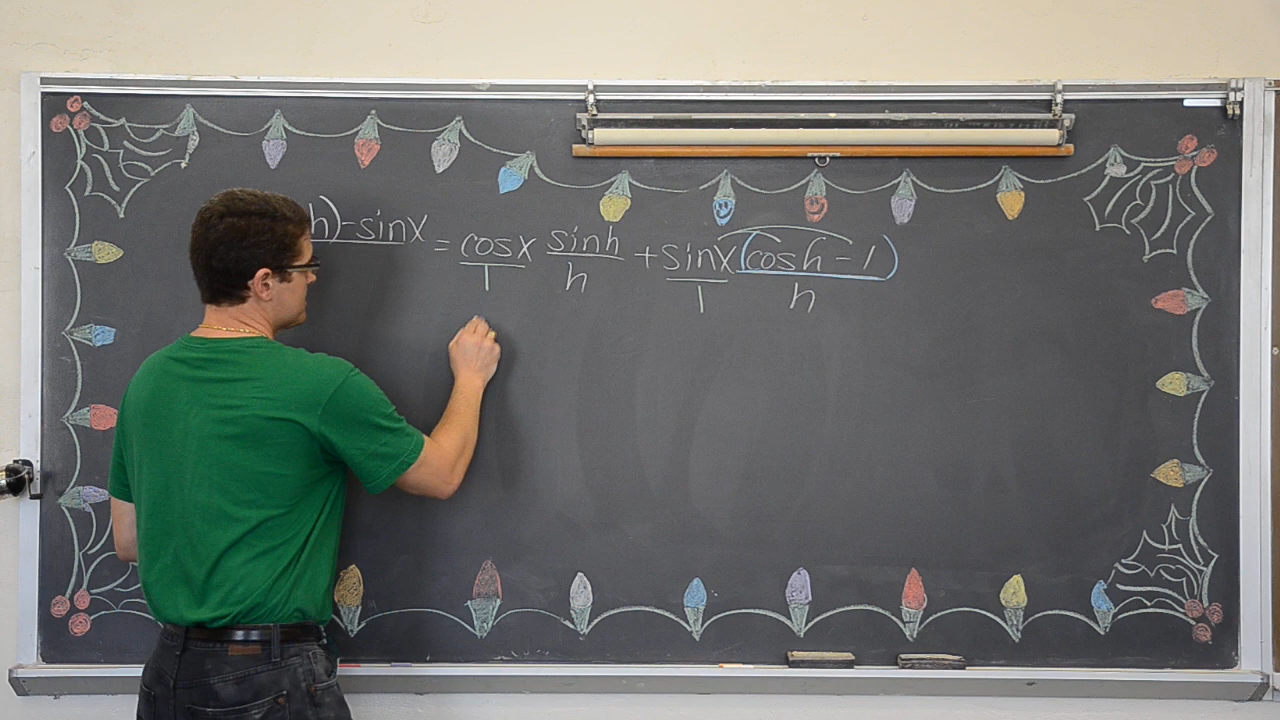 h) - sinx = cosx sinh + sinx (cosh - 1)
1 h 1 h